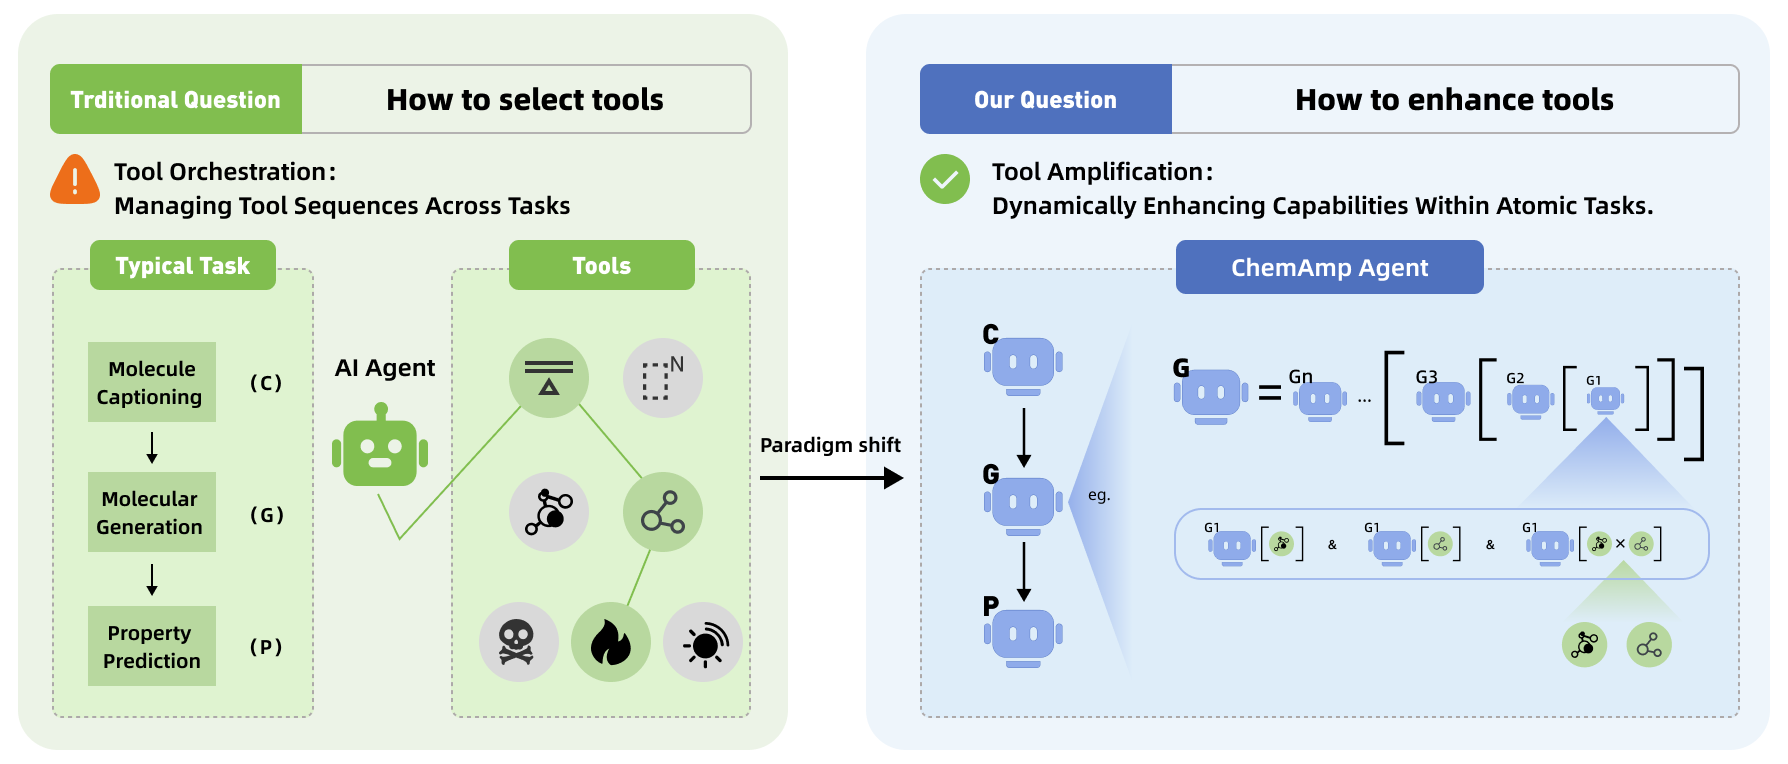 Trditional Question
How to select tools
Tool Orchestration:
Managing Tool Sequences Across Tasks
Typical Task
Tools
Molecule
Captioning
(C)
Molecular
Generation
(G)
Property
Prediction
(P)
AI Agent
N
Paradigm shift
Our Question
How to enhance tools
Tool Amplification:
Dynamically Enhancing Capabilities Within Atomic Tasks.
ChemAmp Agent
C
G
P
eg.
G = Gn ... [ G3 [ G2 [ G1 ] ] ]
G1 [ ] & G1 [ ] & G1 [ × ]